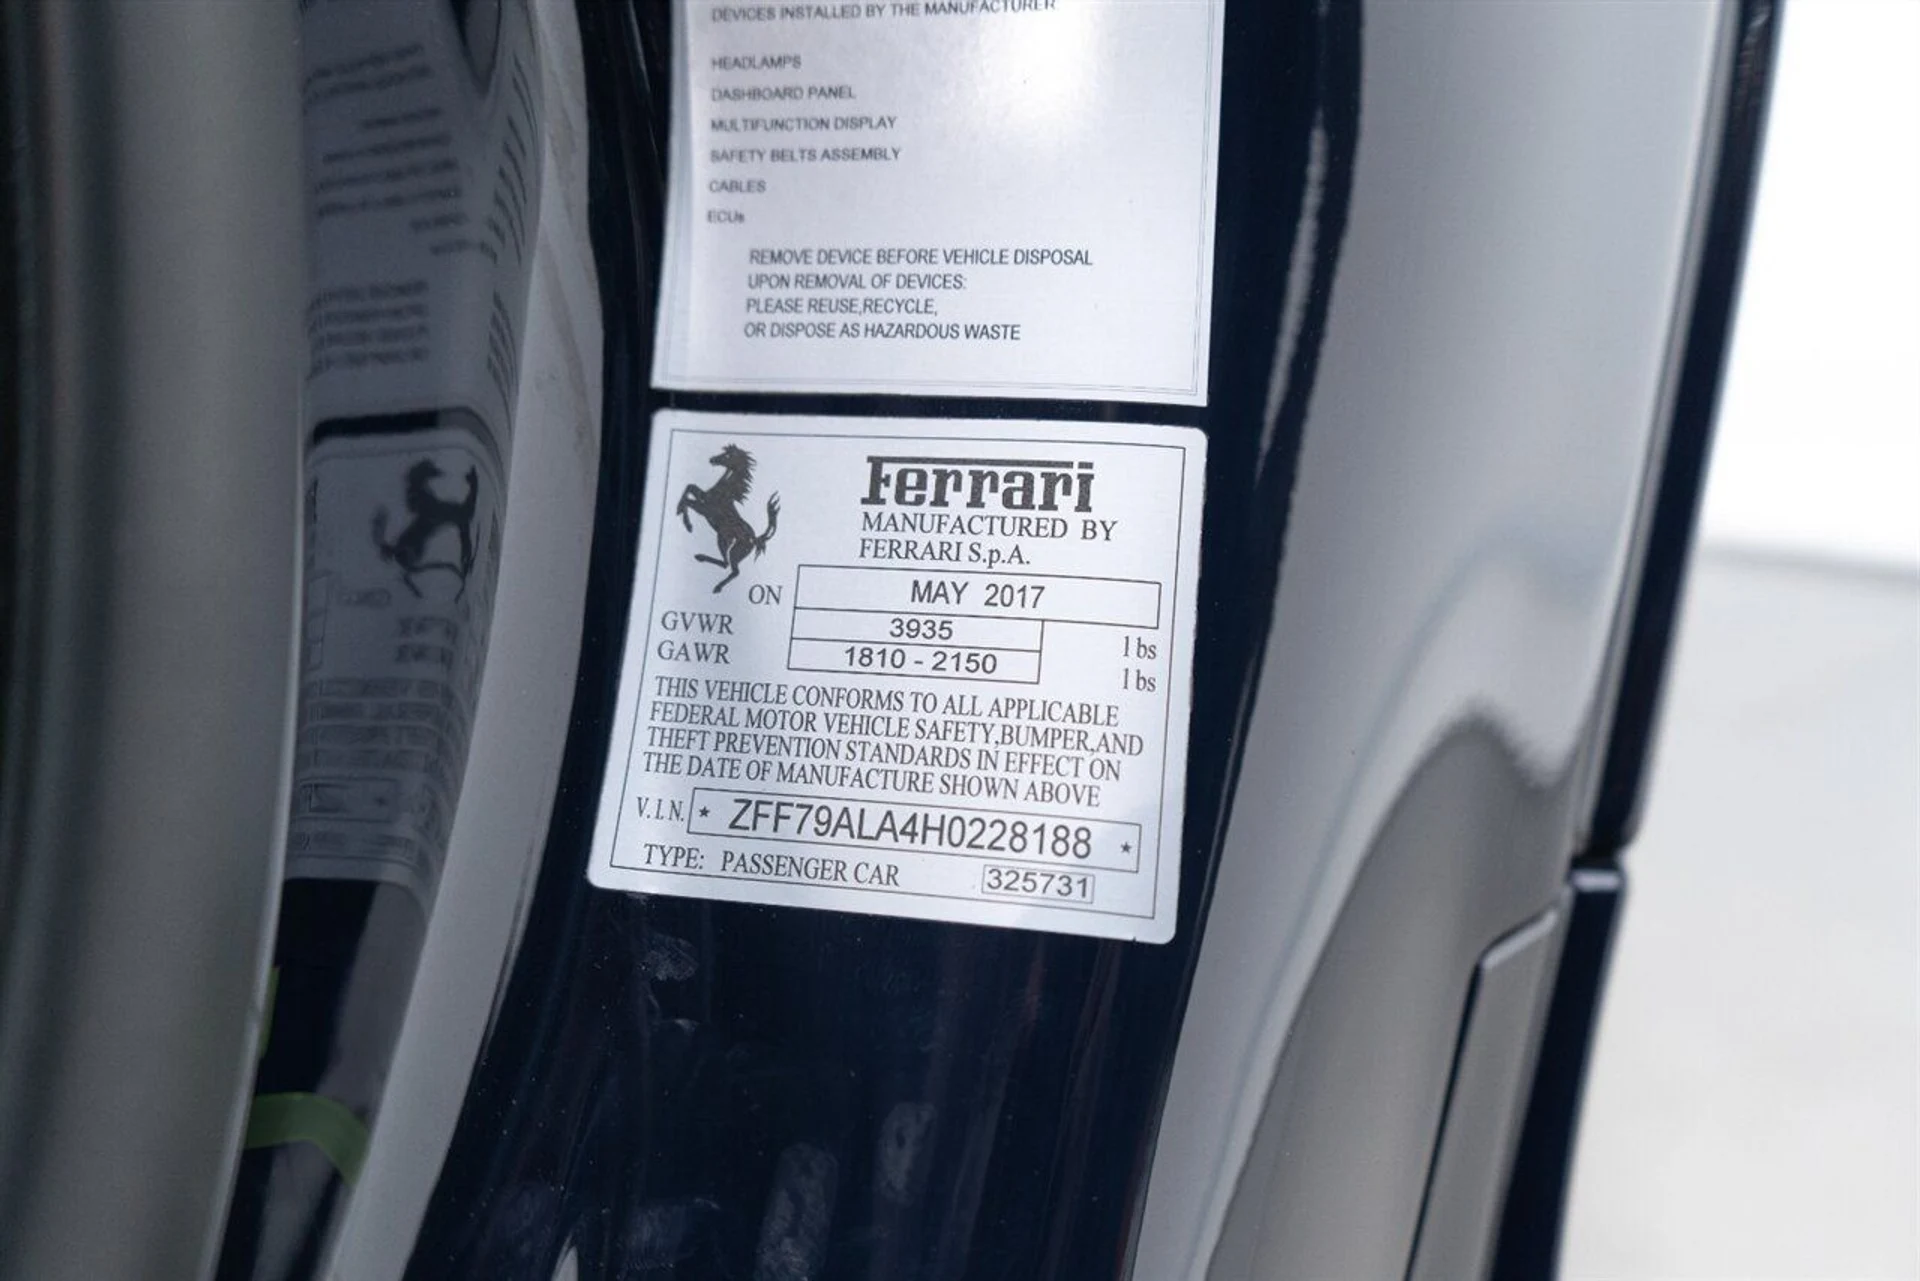 DEVICES INSTALLED BY THE MANUFACTURER
HEADLAMPS
DASHBOARD PANEL
MULTIFUNCTION DISPLAY
SAFETY BELTS ASSEMBLY
CABLES
ECUs
REMOVE DEVICE BEFORE VEHICLE DISPOSAL
UPON REMOVAL OF DEVICES:
PLEASE REUSE,RECYCLE,
OR DISPOSE AS HAZARDOUS WASTE
Ferrari
MANUFACTURED BY
FERRARI S.p.A.
ON MAY 2017
GVWR 3935 lbs
GAWR 1810 - 2150 lbs
THIS VEHICLE CONFORMS TO ALL APPLICABLE
FEDERAL MOTOR VEHICLE SAFETY,BUMPER,AND
THEFT PREVENTION STANDARDS IN EFFECT ON
THE DATE OF MANUFACTURE SHOWN ABOVE
V.I.N. * ZFF79ALA4H0228188 *
TYPE: PASSENGER CAR 325731